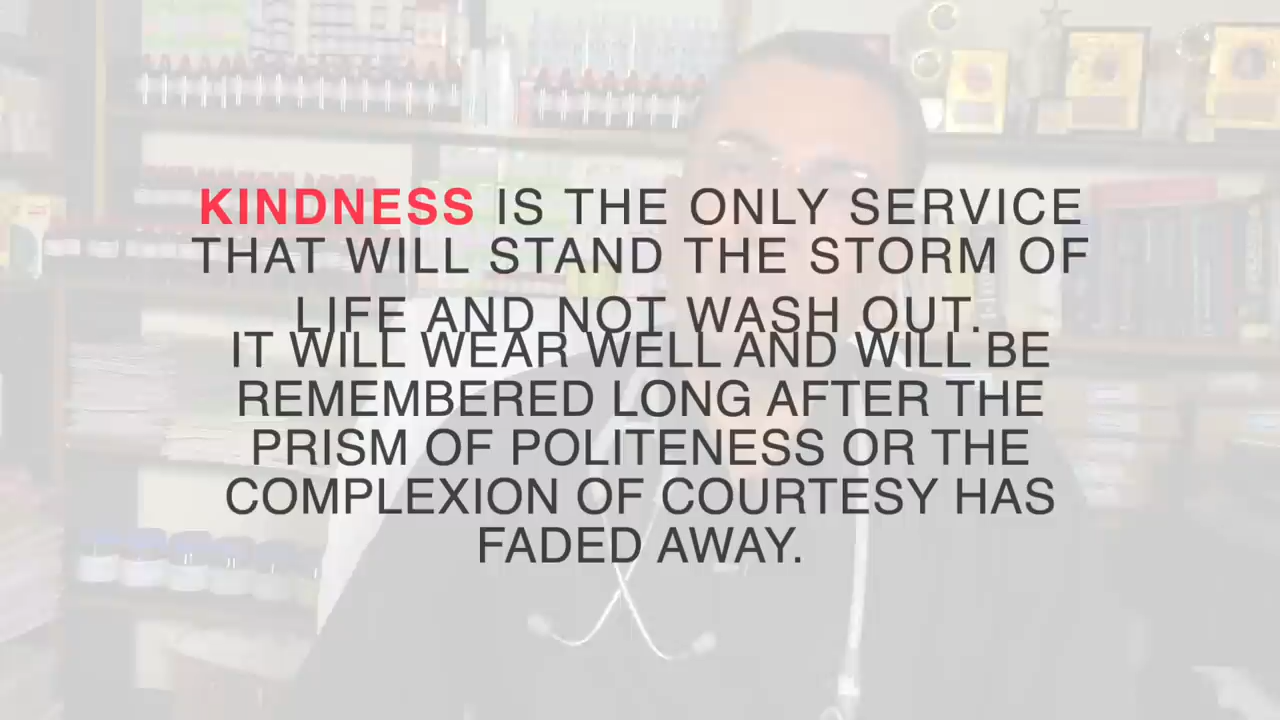 KINDNESS IS THE ONLY SERVICE
THAT WILL STAND THE STORM OF
LIFE AND NOT WASH OUT.
IT WILL WEAR WELL AND WILL BE
REMEMBERED LONG AFTER THE
PRISM OF POLITENESS OR THE
COMPLEXION OF COURTESY HAS
FADED AWAY.